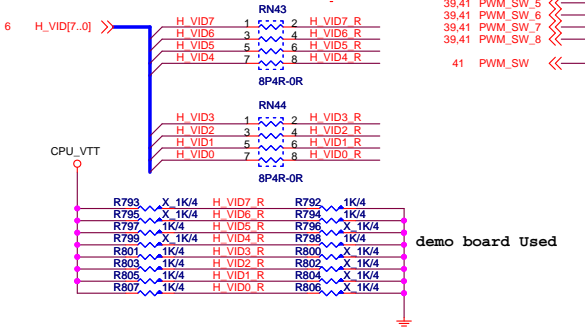 RN43
6 H_VID[7..0]
H_VID7 1 2 H_VID7_R
H_VID6 3 4 H_VID6_R
H_VID5 5 6 H_VID5_R
H_VID4 7 8 H_VID4_R
8P4R-0R
39,41 PWM_SW_5
39,41 PWM_SW_6
39,41 PWM_SW_7
39,41 PWM_SW_8
41 PWM_SW
RN44
H_VID3 1 2 H_VID3_R
H_VID2 3 4 H_VID2_R
H_VID1 5 6 H_VID1_R
H_VID0 7 8 H_VID0_R
8P4R-0R
CPU_VTT
R793 X_1K/4 H_VID7_R R792 1K/4
R795 X_1K/4 H_VID6_R R794 1K/4
R797 X_1K/4 H_VID5_R R796 X_1K/4
R799 X_1K/4 H_VID4_R R798 1K/4
R801 1K/4 H_VID3_R R800 X_1K/4
R803 1K/4 H_VID2_R R802 X_1K/4
R805 1K/4 H_VID1_R R804 X_1K/4
R807 1K/4 H_VID0_R R806 X_1K/4
demo board Used